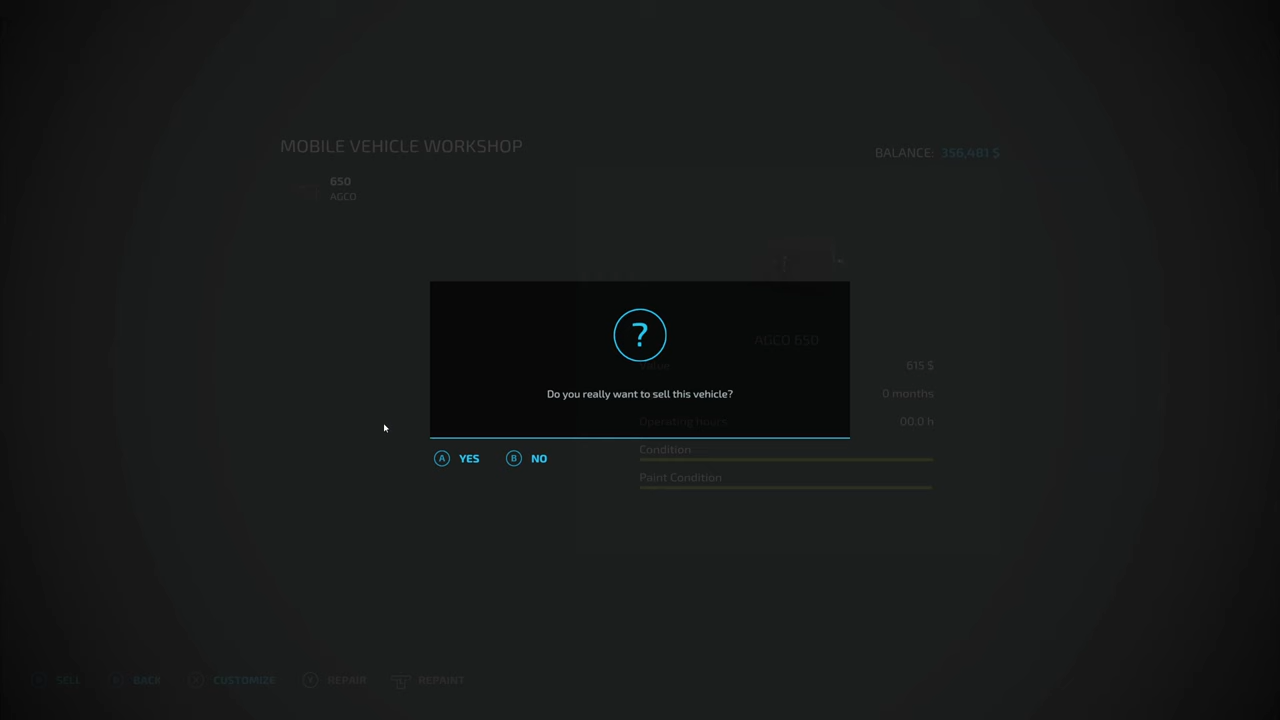 MOBILE VEHICLE WORKSHOP
BALANCE: 356,481 $
650
AGCO
?
AGCO 650
Value 615 $
Do you really want to sell this vehicle?
0 months
Operating hours 00.0 h
Condition
A YES B NO
Paint Condition
SELL BACK CUSTOMIZE REPAIR REPAINT